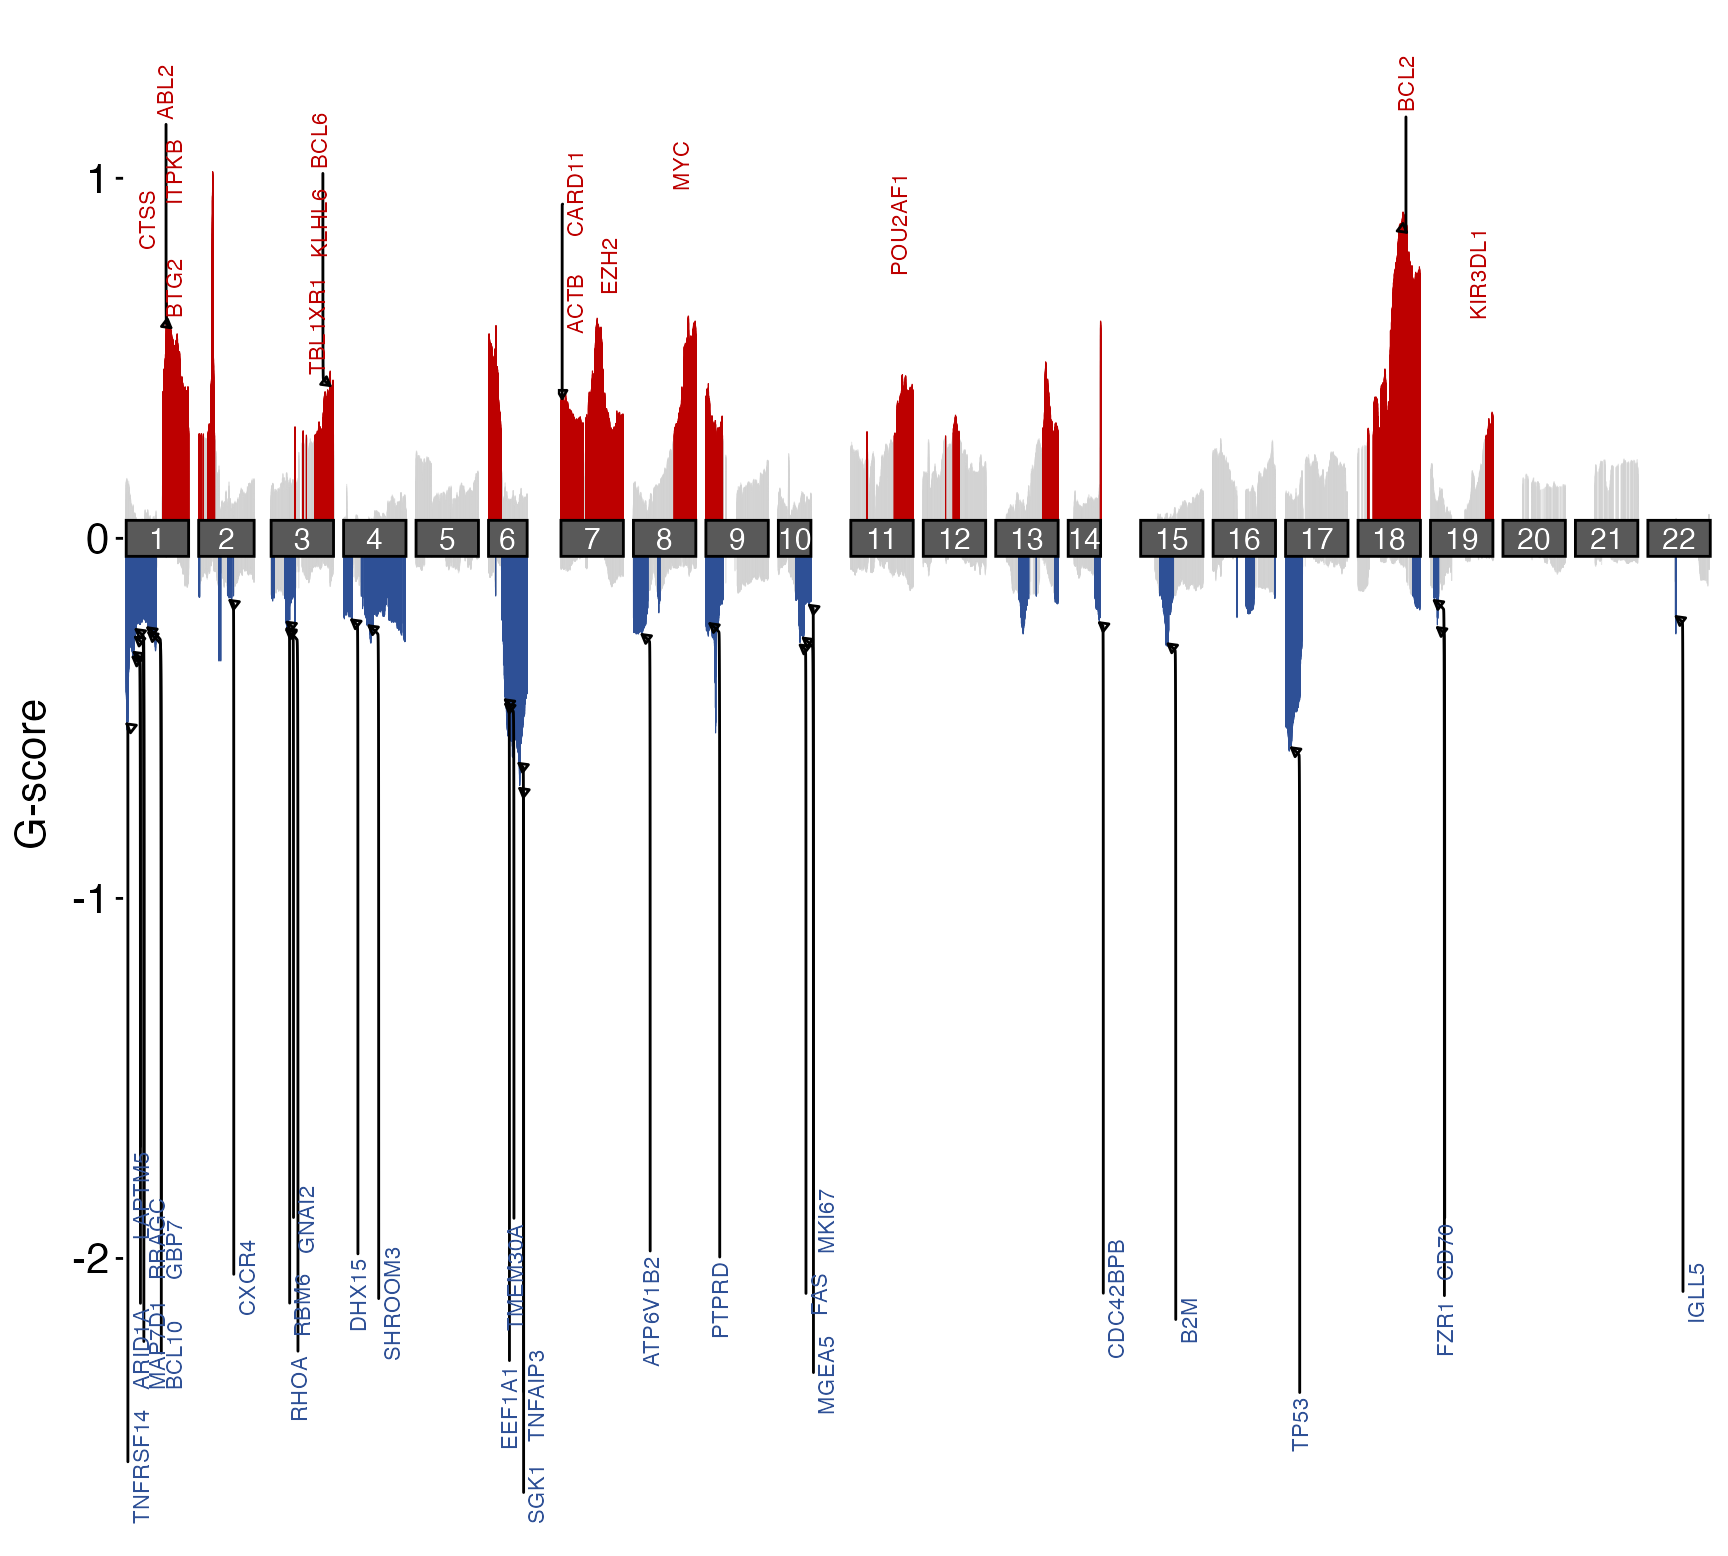 ABL2
BCL2
BCL6
ITPKB
MYC
CARD11
1
CTSS
KLHL6
POU2AF1
EZH2
KIR3DL1
BTG2
ACTB
TBL1XR1
0
1 2 3 4 5 6 7 8 9 10 11 12 13 14 15 16 17 18 19 20 21 22
G-score
-1
LAPTM5
RRAGC
GBP7
GNAI2
MKI67
-2
CXCR4
TMEM30A
CD70
CDC42BPB
IGLL5
DHX15
SHROOM3
RBM6
ATP6V1B2
PTPRD
FAS
B2M
FZR1
ARID1A
MAP7D1
BCL10
RHOA
EEF1A1
TNFAIP3
MGEA5
TP53
TNFRSF14
SGK1